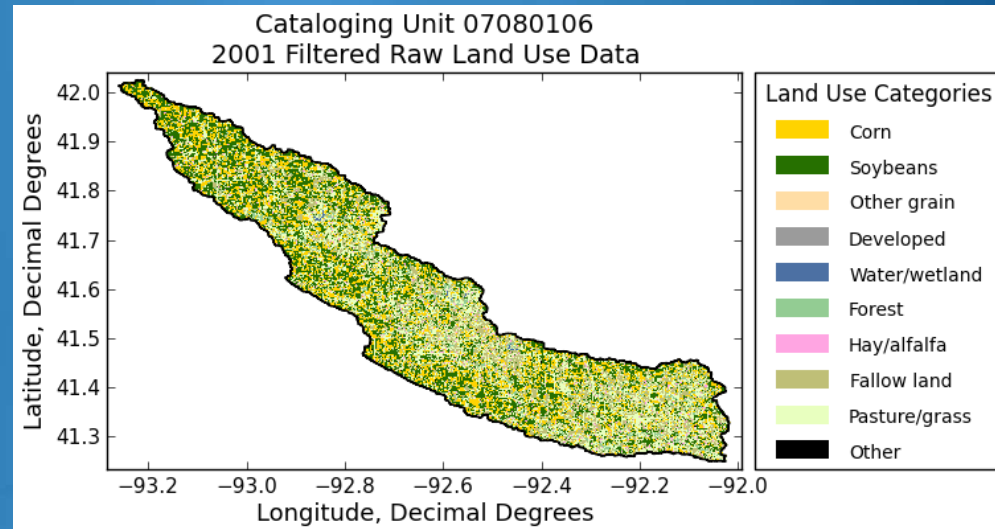 Cataloging Unit 07080106
2001 Filtered Raw Land Use Data
Latitude, Decimal Degrees
42.0
41.9
41.8
41.7
41.6
41.5
41.4
41.3
−93.2
−93.0
−92.8
−92.6
−92.4
−92.2
−92.0
Longitude, Decimal Degrees
Land Use Categories
Corn
Soybeans
Other grain
Developed
Water/wetland
Forest
Hay/alfalfa
Fallow land
Pasture/grass
Other